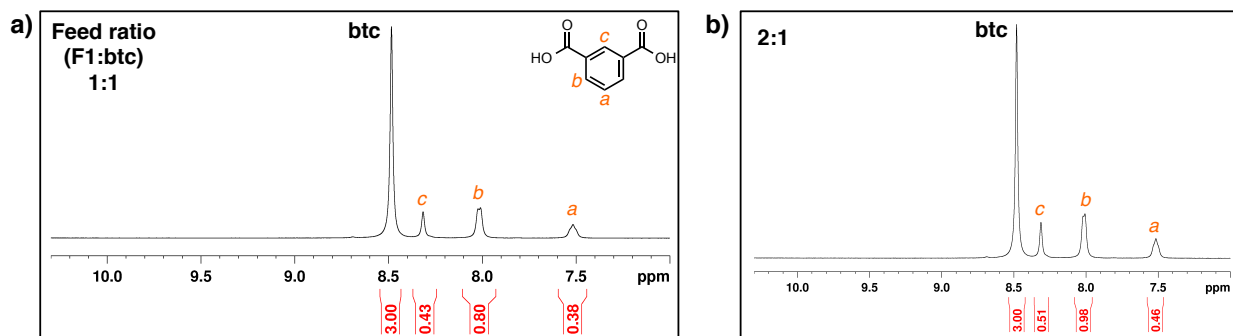 a)
Feed ratio
(F1:btc)
1:1
btc
O
O
HO
OH
c
b
a
c
b
a
10.0 9.5 9.0 8.5 8.0 7.5 ppm
3.00 0.43 0.80 0.38
b)
2:1
btc
c
b
a
10.0 9.5 9.0 8.5 8.0 7.5 ppm
3.00 0.51 0.98 0.46